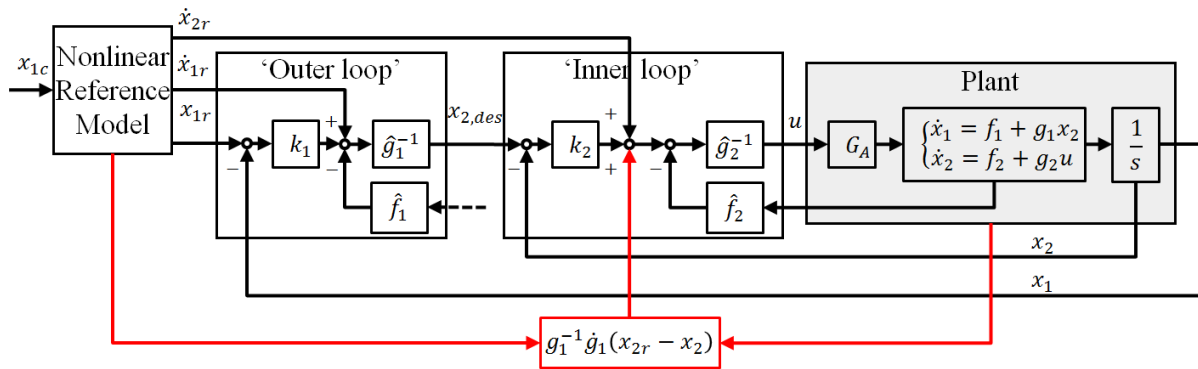 ẋ₂ᵣ
x₁c
Nonlinear
Reference
Model
ẋ₁ᵣ
x₁ᵣ
‘Outer loop’
−
k₁
+
−
ĝ₁⁻¹
f̂₁
x₂,des
‘Inner loop’
−
k₂
+
+
−
ĝ₂⁻¹
f̂₂
u
Plant
G_A
{ẋ₁ = f₁ + g₁x₂
ẋ₂ = f₂ + g₂u
1/s
x₂
x₁
g₁⁻¹ġ₁(x₂ᵣ − x₂)